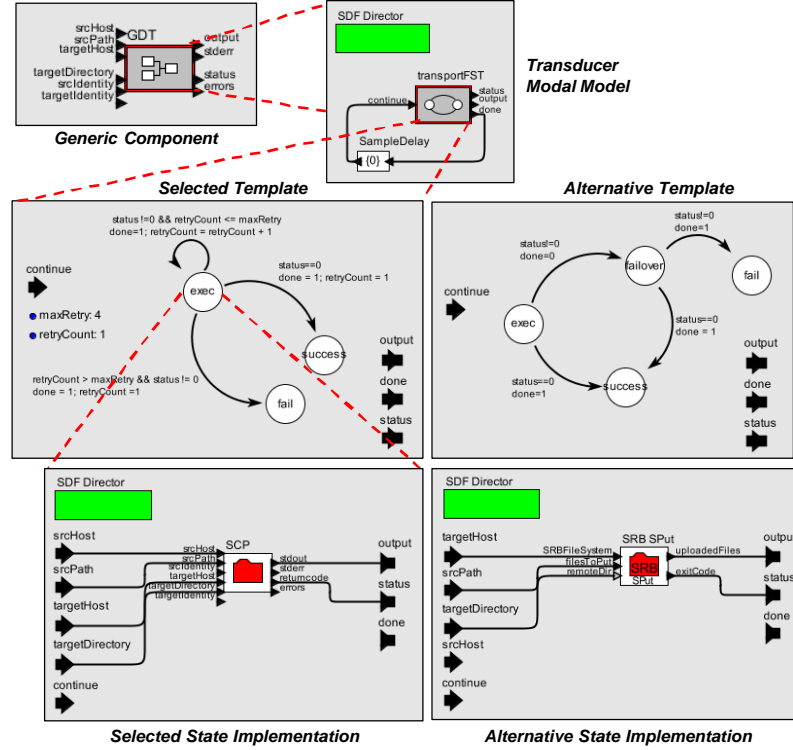 srcHost
srcPath
targetHost
targetDirectory
srcIdentity
targetIdentity
GDT
output
stderr
status
errors
Generic Component
SDF Director
transportFST
continue
status
output
done
SampleDelay
{0}
Transducer
Modal Model
Selected Template
Alternative Template
status !=0 && retryCount <= maxRetry
done=1; retryCount = retryCount + 1
continue
status==0
done = 1; retryCount = 1
exec
maxRetry: 4
retryCount: 1
success
retryCount > maxRetry && status != 0
done = 1; retryCount =1
fail
output
done
status
status!=0
done=0
status!=0
done=1
failover
fail
continue
exec
status==0
done = 1
status==0
done=1
success
output
done
status
SDF Director
srcHost
srcPath
targetHost
targetDirectory
continue
SCP
srcHost
srcPath
srcIdentity
targetHost
targetDirectory
targetIdentity
stdout
stderr
returncode
errors
output
status
done
Selected State Implementation
SDF Director
targetHost
srcPath
targetDirectory
srcHost
continue
SRB SPut
SRBFileSystem
filesToPut
remoteDir
SRB
SPut
uploadedFiles
exitCode
output
status
done
Alternative State Implementation